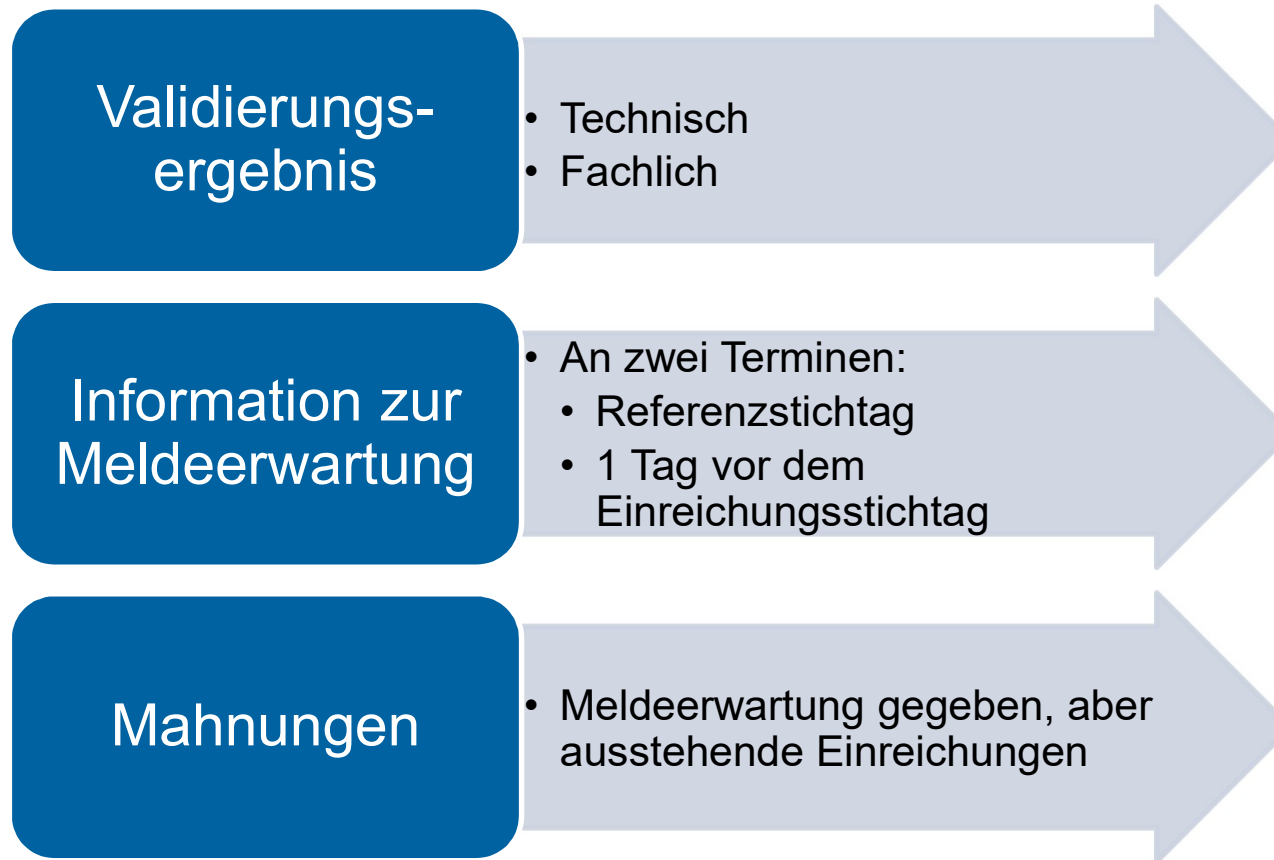 Validierungs-
ergebnis
• Technisch
• Fachlich
Information zur
Meldeerwartung
• An zwei Terminen:
• Referenzstichtag
• 1 Tag vor dem
Einreichungsstichtag
Mahnungen
• Meldeerwartung gegeben, aber
ausstehende Einreichungen